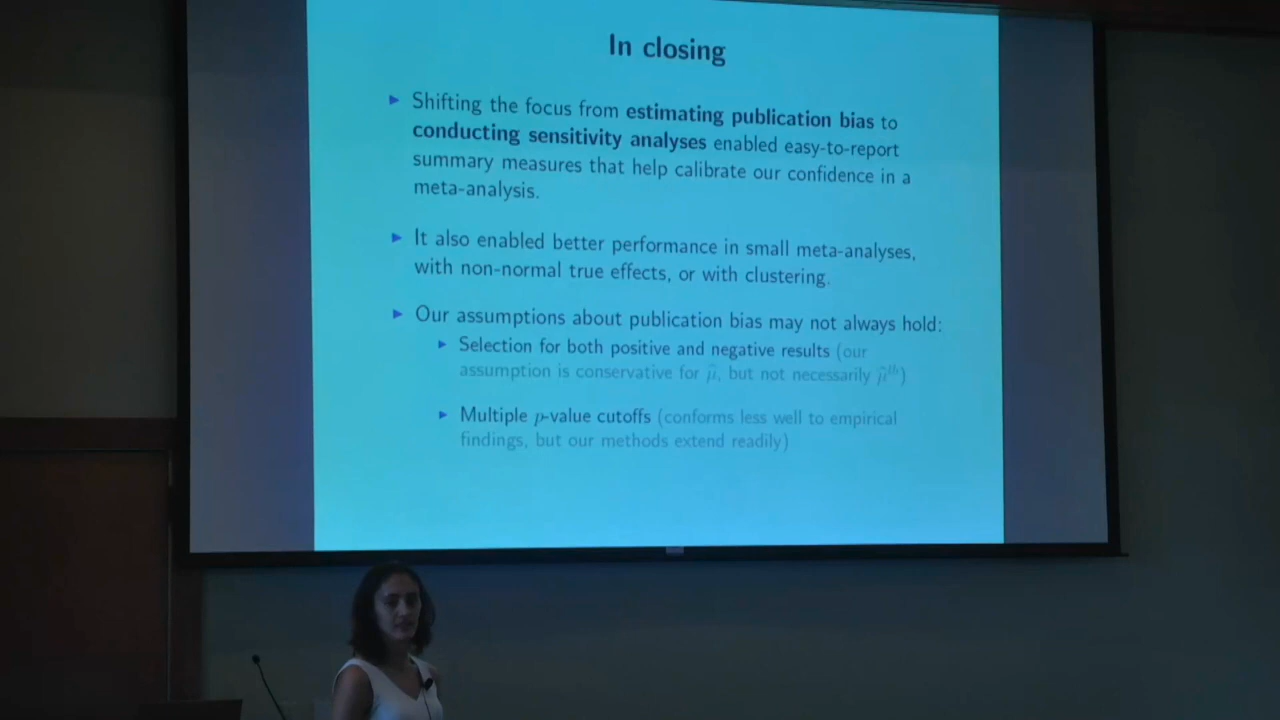 In closing
▶ Shifting the focus from estimating publication bias to
conducting sensitivity analyses enabled easy-to-report
summary measures that help calibrate our confidence in a
meta-analysis.
▶ It also enabled better performance in small meta-analyses,
with non-normal true effects, or with clustering.
▶ Our assumptions about publication bias may not always hold:
▶ Selection for both positive and negative results (our
assumption is conservative for μ̂, but not necessarily
▶ Multiple p-value cutoffs (conforms less well to empirical
findings, but our methods extend readily)